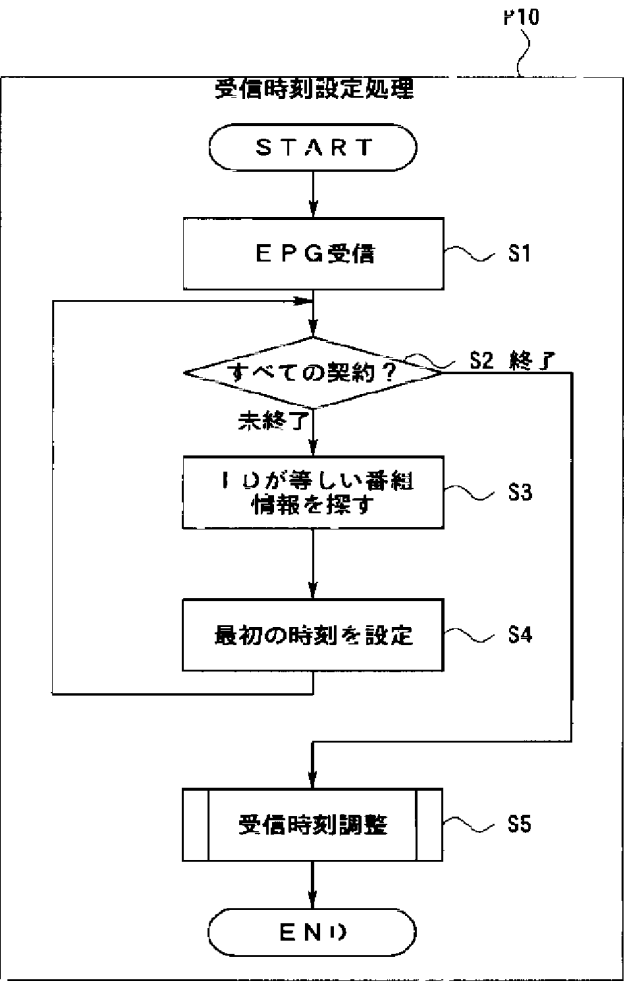 P10
受信時刻設定処理
START
EPG受信
S1
すべての契約？
S2 終了
未終了
IDが等しい番組
情報を探す
S3
最初の時刻を設定
S4
受信時刻調整
S5
END